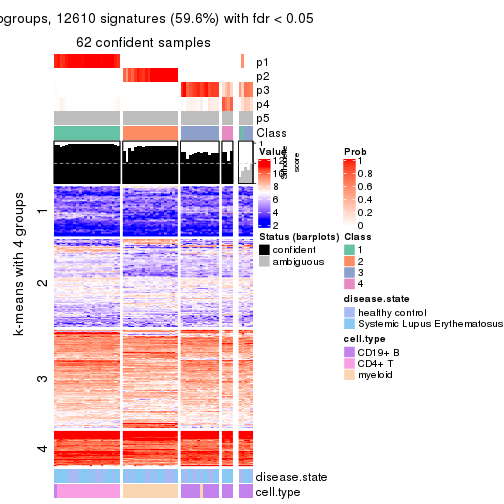 ogroups, 12610 signatures (59.6%) with fdr < 0.05
62 confident samples
p1
p2
p3
p4
p5
Class
1
score
Value
12
8
6
4
2
Prob
1
0.8
0.6
0.4
0.2
0
Status (barplots)
confident
ambiguous
Class
1
2
3
4
disease.state
healthy control
Systemic Lupus Erythematosus
cell.type
CD19+ B
CD4+ T
myeloid
k-means with 4 groups
1
2
3
4
disease.state
cell.type